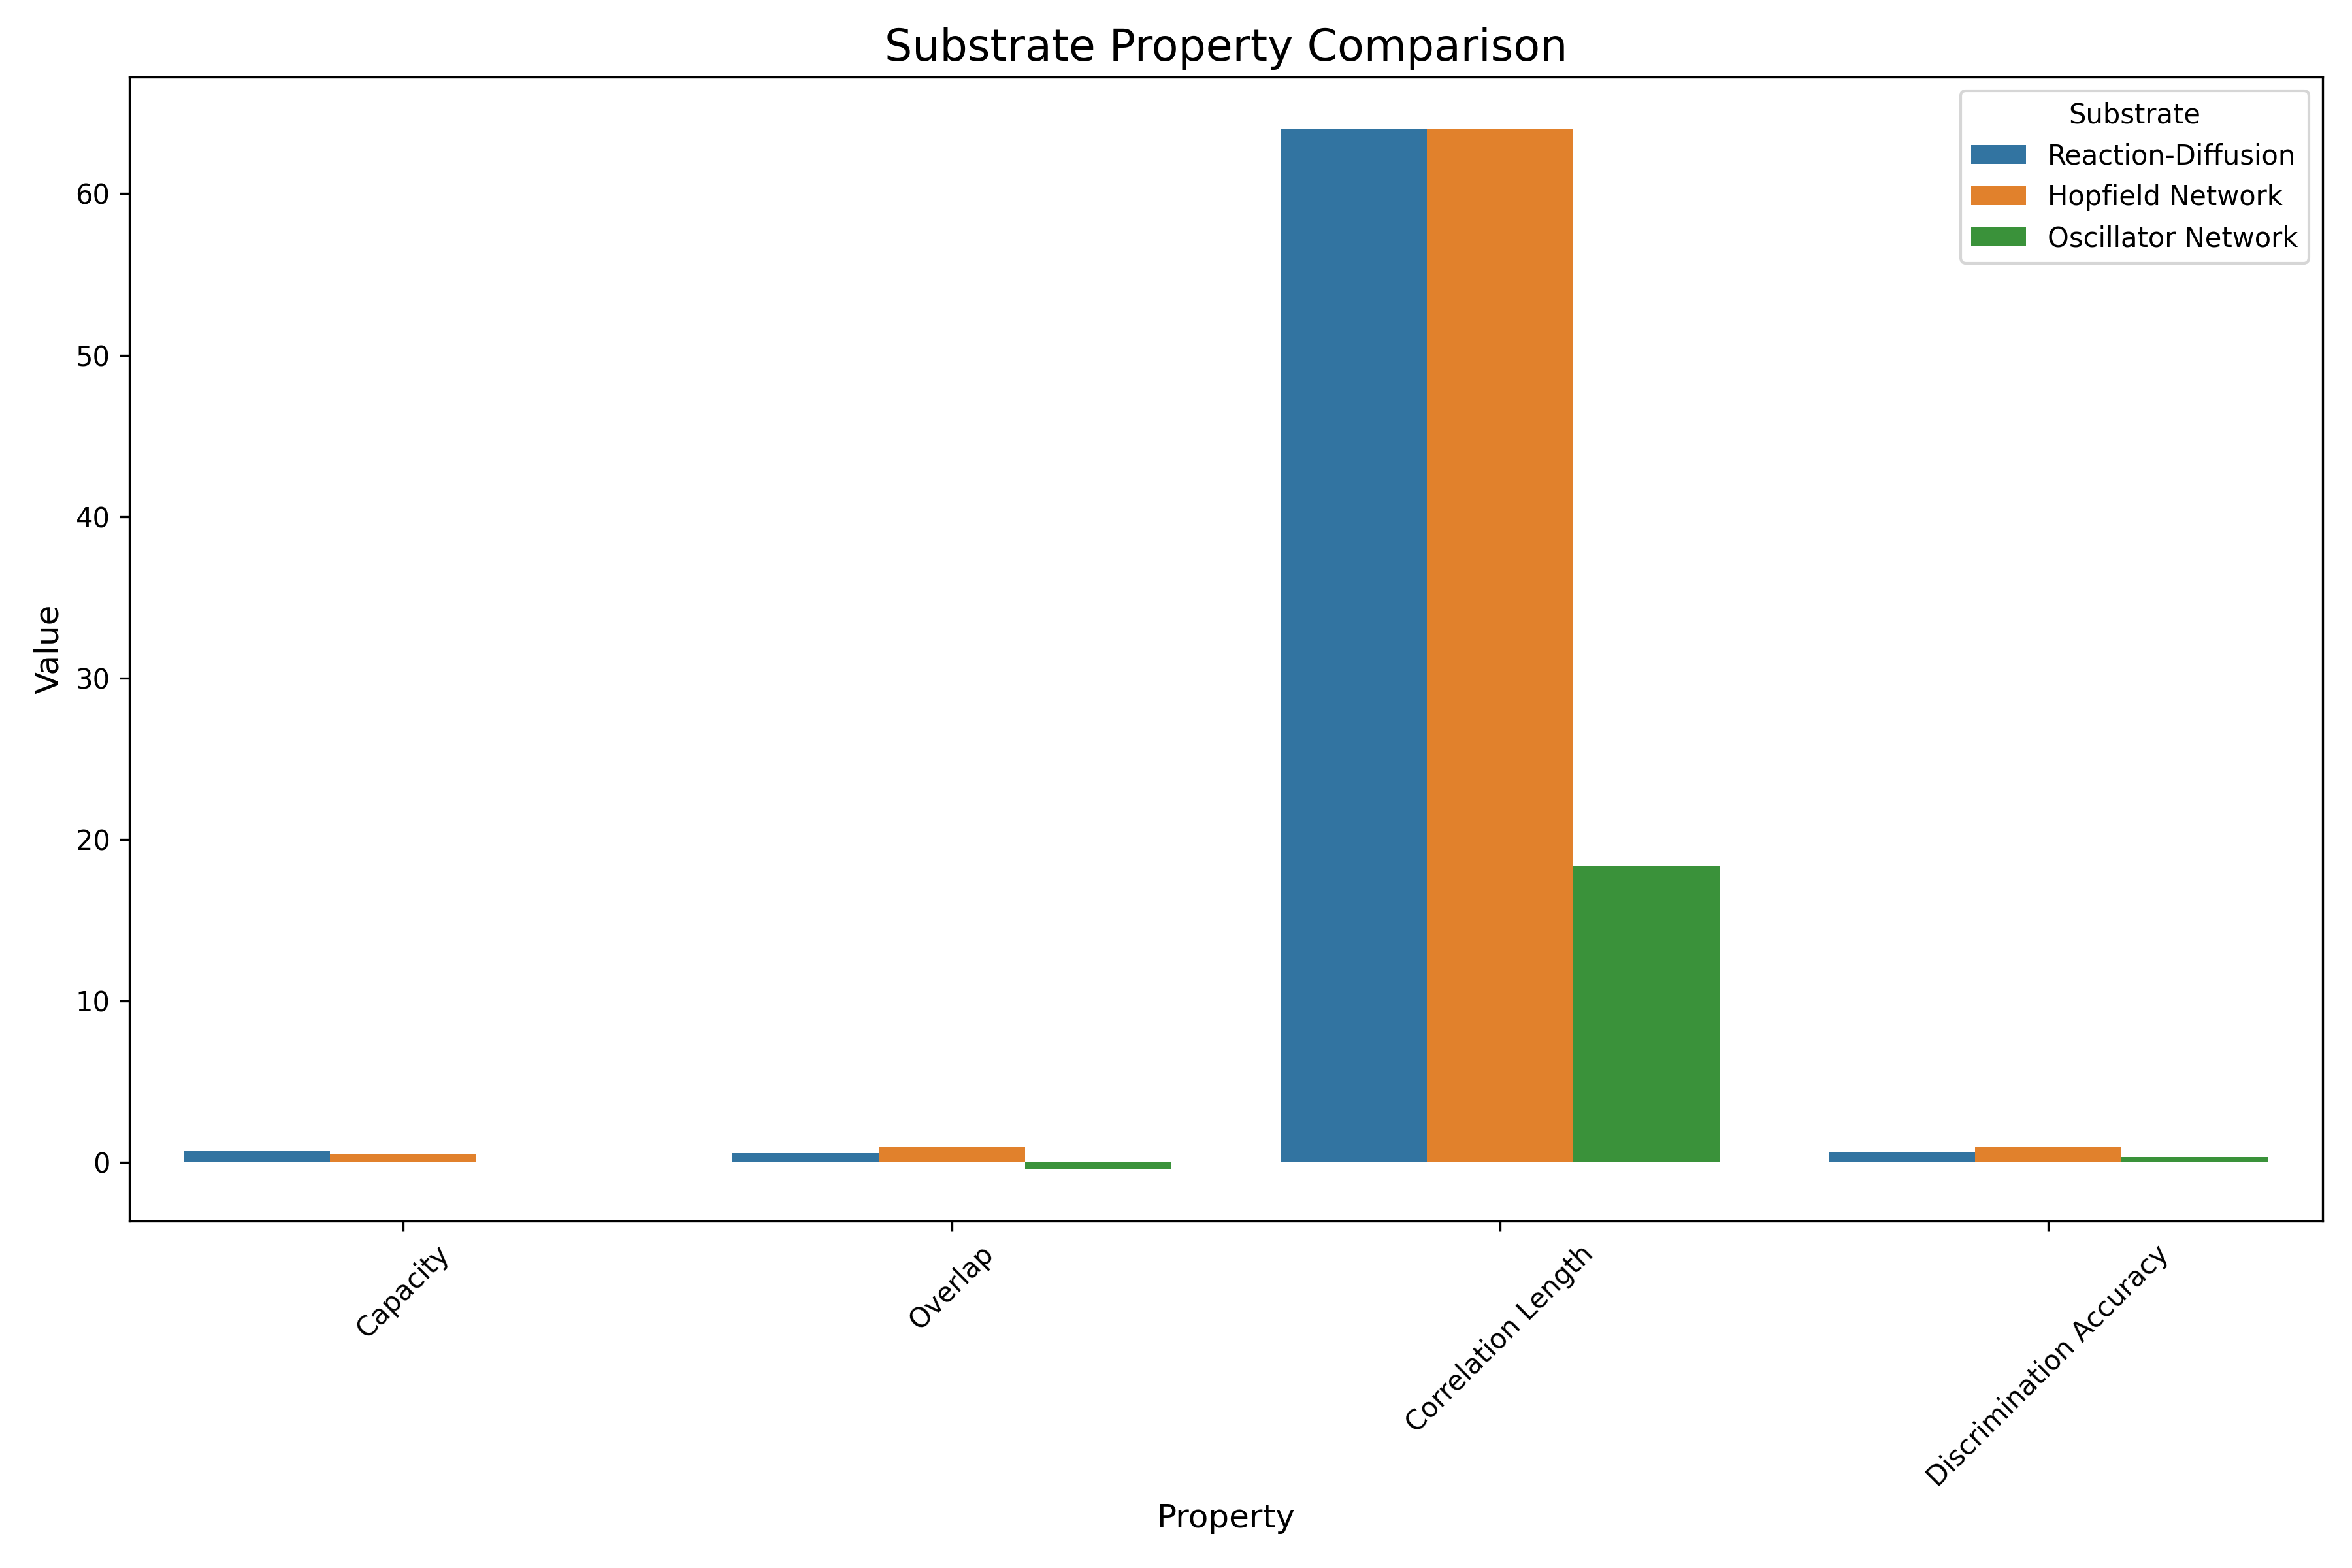 Substrate Property Comparison
Substrate
Reaction-Diffusion
Hopfield Network
Oscillator Network
Value
60
50
40
30
20
10
0
Capacity
Overlap
Correlation Length
Discrimination Accuracy
Property